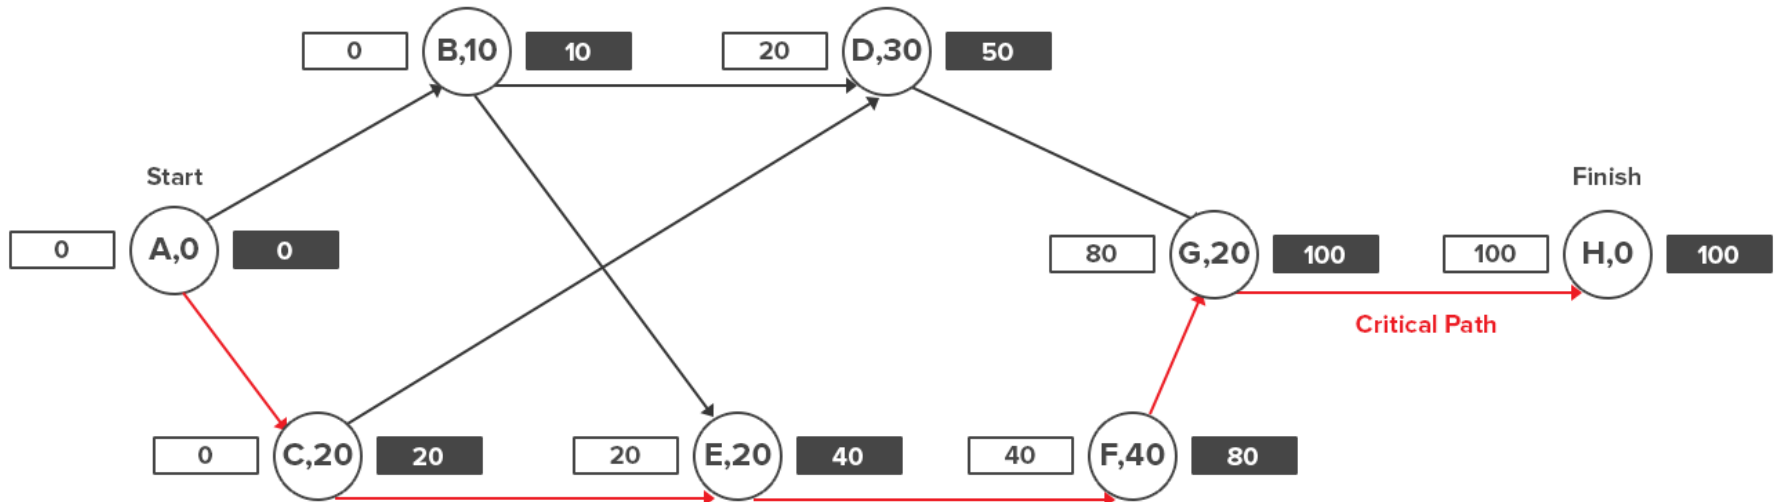 0 B,10 10 20 D,30 50
Start Finish
0 A,0 0 80 G,20 100 100 H,0 100
Critical Path
0 C,20 20 20 E,20 40 40 F,40 80